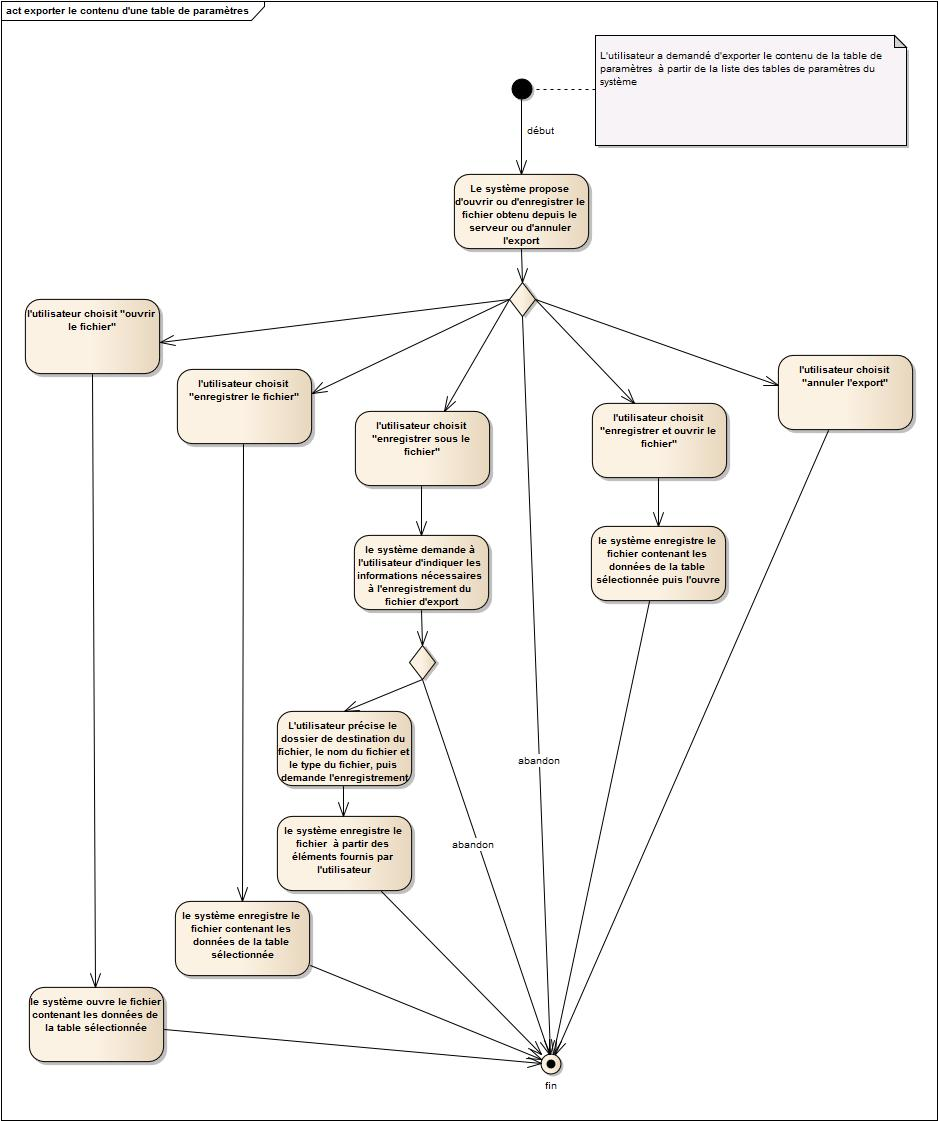 act exporter le contenu d'une table de paramètres
L'utilisateur a demandé d'exporter le contenu de la table de
paramètres  à partir de la liste des tables de paramètres du
système
début
Le système propose
d'ouvrir ou d'enregistrer le
fichier obtenu depuis le
serveur ou d'annuler
l'export
l'utilisateur choisit "ouvrir
le fichier"
l'utilisateur choisit
"enregistrer le fichier"
l'utilisateur choisit
"enregistrer sous le
fichier"
l'utilisateur choisit
"enregistrer et ouvrir le
fichier"
l'utilisateur choisit
"annuler l'export"
le système demande à
l'utilisateur d'indiquer les
informations nécessaires
à l'enregistrement du
fichier d'export
le système enregistre le
fichier contenant les
données de la table
sélectionnée puis l'ouvre
L'utilisateur précise le
dossier de destination du
fichier, le nom du fichier et
le type du fichier, puis
demande l'enregistrement
abandon
le système enregistre le
fichier  à partir des
éléments fournis par
l'utilisateur
abandon
le système enregistre le
fichier contenant les
données de la table
sélectionnée
le système ouvre le fichier
contenant les données de
la table sélectionnée
fin